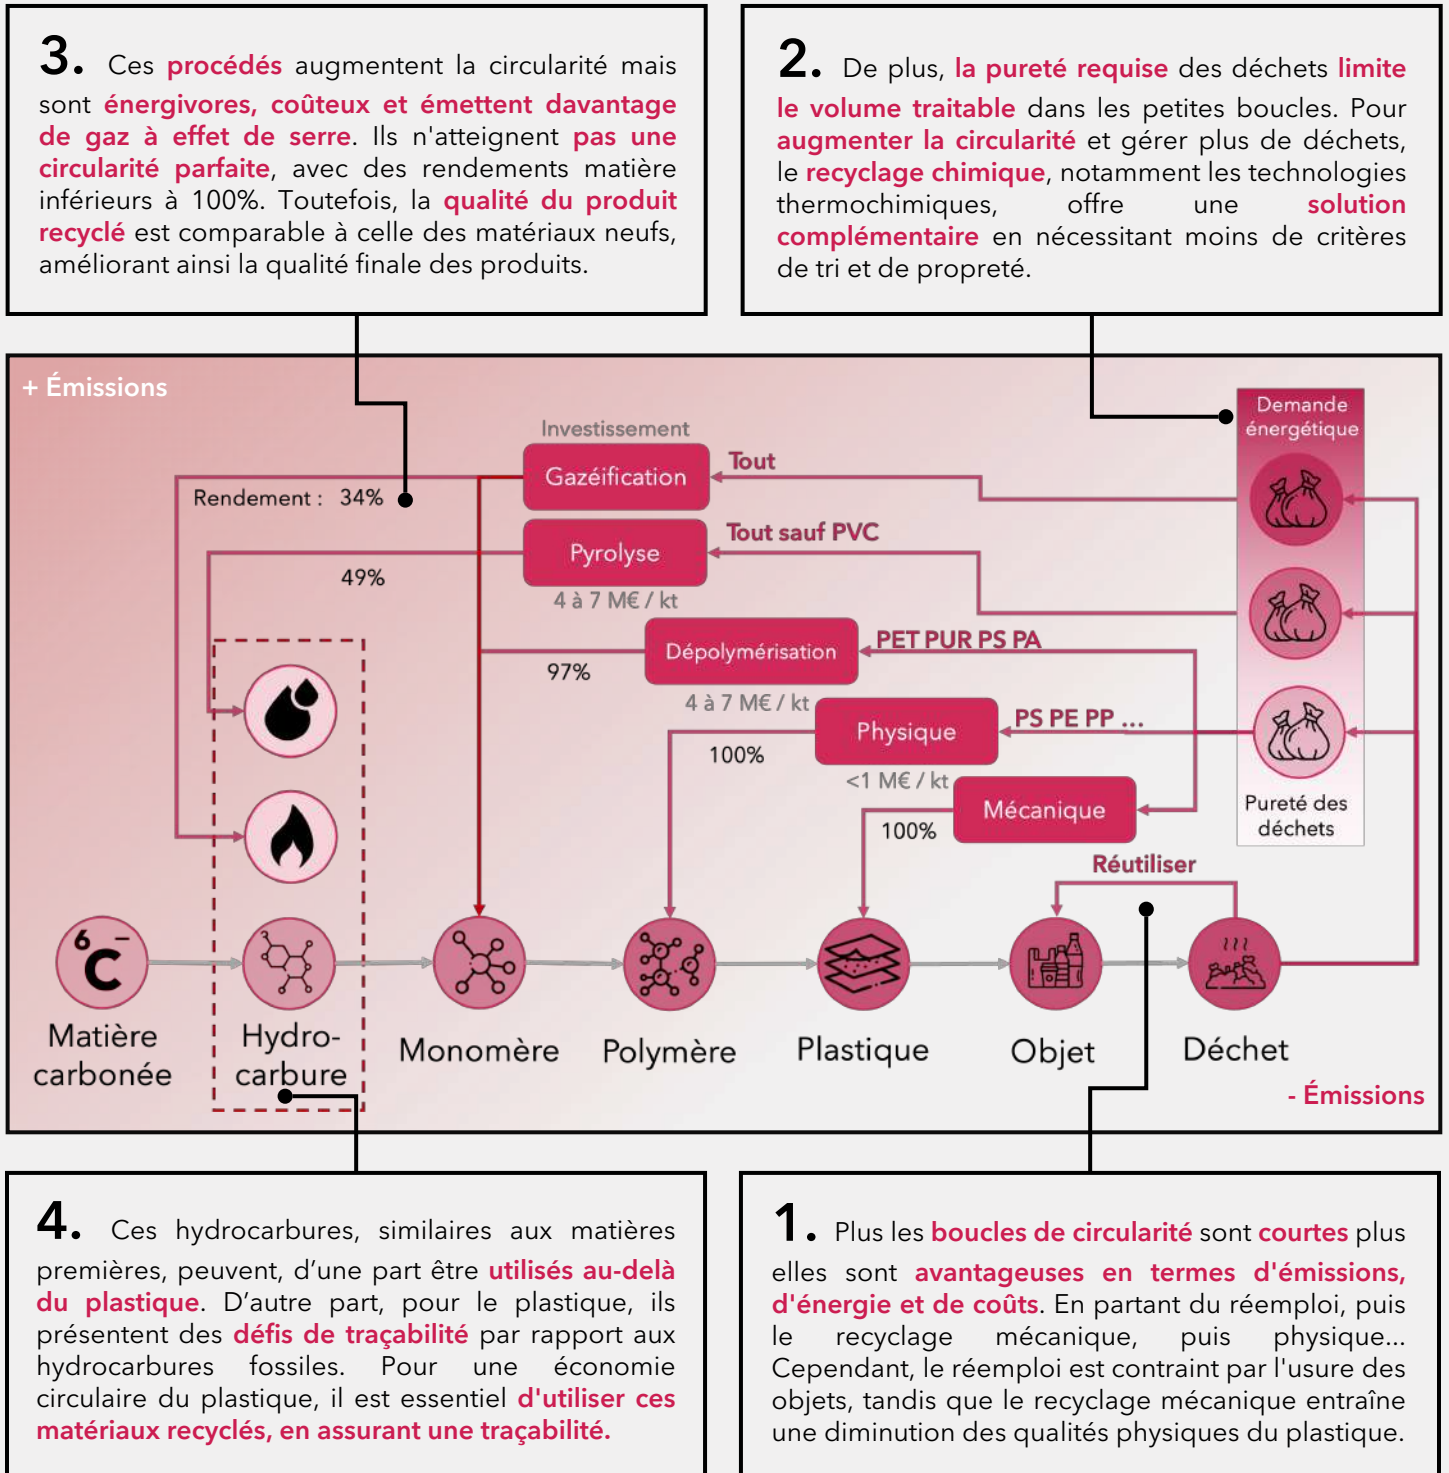 3. Ces procédés augmentent la circularité mais
sont énergivores, coûteux et émettent davantage
de gaz à effet de serre. Ils n'atteignent pas une
circularité parfaite, avec des rendements matière
inférieurs à 100%. Toutefois, la qualité du produit
recyclé est comparable à celle des matériaux neufs,
améliorant ainsi la qualité finale des produits.
2. De plus, la pureté requise des déchets limite
le volume traitable dans les petites boucles. Pour
augmenter la circularité et gérer plus de déchets,
le recyclage chimique, notamment les technologies
thermochimiques, offre une solution
complémentaire en nécessitant moins de critères
de tri et de propreté.
+ Émissions
Demande
énergétique
Investissement
Gazéification
Tout
Rendement : 34%
Pyrolyse
Tout sauf PVC
49%
4 à 7 M€ / kt
Dépolymérisation
PET PUR PS PA
97%
4 à 7 M€ / kt
Physique
PS PE PP ...
100%
<1 M€ / kt
Mécanique
100%
Pureté des
déchets
Réutiliser
6 –
C
Matière
carbonée
Hydro-
carbure
Monomère
Polymère
Plastique
Objet
Déchet
- Émissions
4. Ces hydrocarbures, similaires aux matières
premières, peuvent, d’une part être utilisés au-delà
du plastique. D’autre part, pour le plastique, ils
présentent des défis de traçabilité par rapport aux
hydrocarbures fossiles. Pour une économie
circulaire du plastique, il est essentiel d'utiliser ces
matériaux recyclés, en assurant une traçabilité.
1. Plus les boucles de circularité sont courtes plus
elles sont avantageuses en termes d'émissions,
d'énergie et de coûts. En partant du réemploi, puis
le recyclage mécanique, puis physique...
Cependant, le réemploi est contraint par l'usure des
objets, tandis que le recyclage mécanique entraîne
une diminution des qualités physiques du plastique.